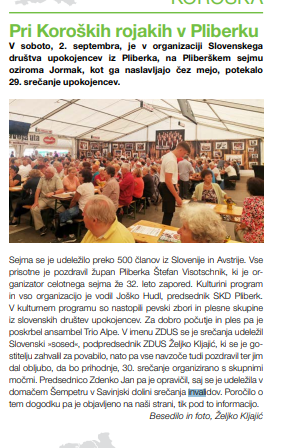 KOROŠKA
Pri Koroških rojakih v Pliberku
V soboto, 2. septembra, je v organizaciji Slovenskega
društva upokojencev iz Pliberka, na Pliberškem sejmu
oziroma Jormak, kot ga naslavljajo čez mejo, potekalo
29. srečanje upokojencev.
Sejma se je udeležilo preko 500 članov iz Slovenije in Avstrije. Vse
prisotne je pozdravil župan Pliberka Štefan Visotschnik, ki je or-
ganizator celotnega sejma že 32. leto zapored. Kulturni program
in vso organizacijo je vodil Joško Hudl, predsednik SKD Pliberk.
V kulturnem programu so nastopili pevski zbori in plesne skupine
iz slovenskih društev upokojencev. Za dobro počutje in ples pa je
poskrbel ansambel Trio Alpe. V imenu ZDUS se je srečanja udeležil
Slovenski »sosed«, podpredsednik ZDUS Željko Kljajić, ki se je go-
stitelju zahvalil za povabilo, nato pa vse navzoče tudi pozdravil ter jim
dal obljubo, da bo prihodnje, 30. srečanje organizirano s skupnimi
močmi. Predsednico Zdenko Jan pa je opravičil, saj se je udeležila v
domačem Šempetru v Savinjski dolini srečanja invalidov. Poročilo o
tem dogodku pa je objavljeno na naši strani, tik pod to informacijo.
Besedilo in foto, Željko Kljajić